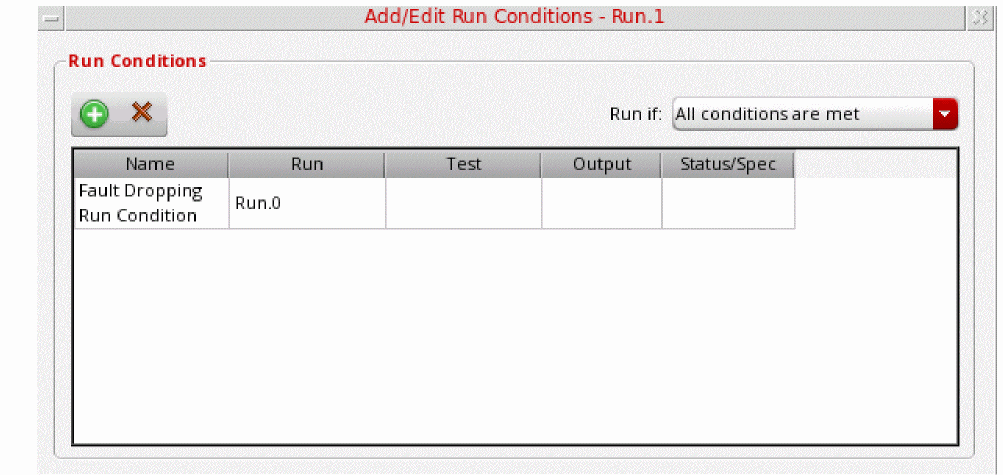 Add/Edit Run Conditions - Run.1
Run Conditions
Run if: All conditions are met
Name Run Test Output Status/Spec
Fault Dropping
Run Condition
Run.0